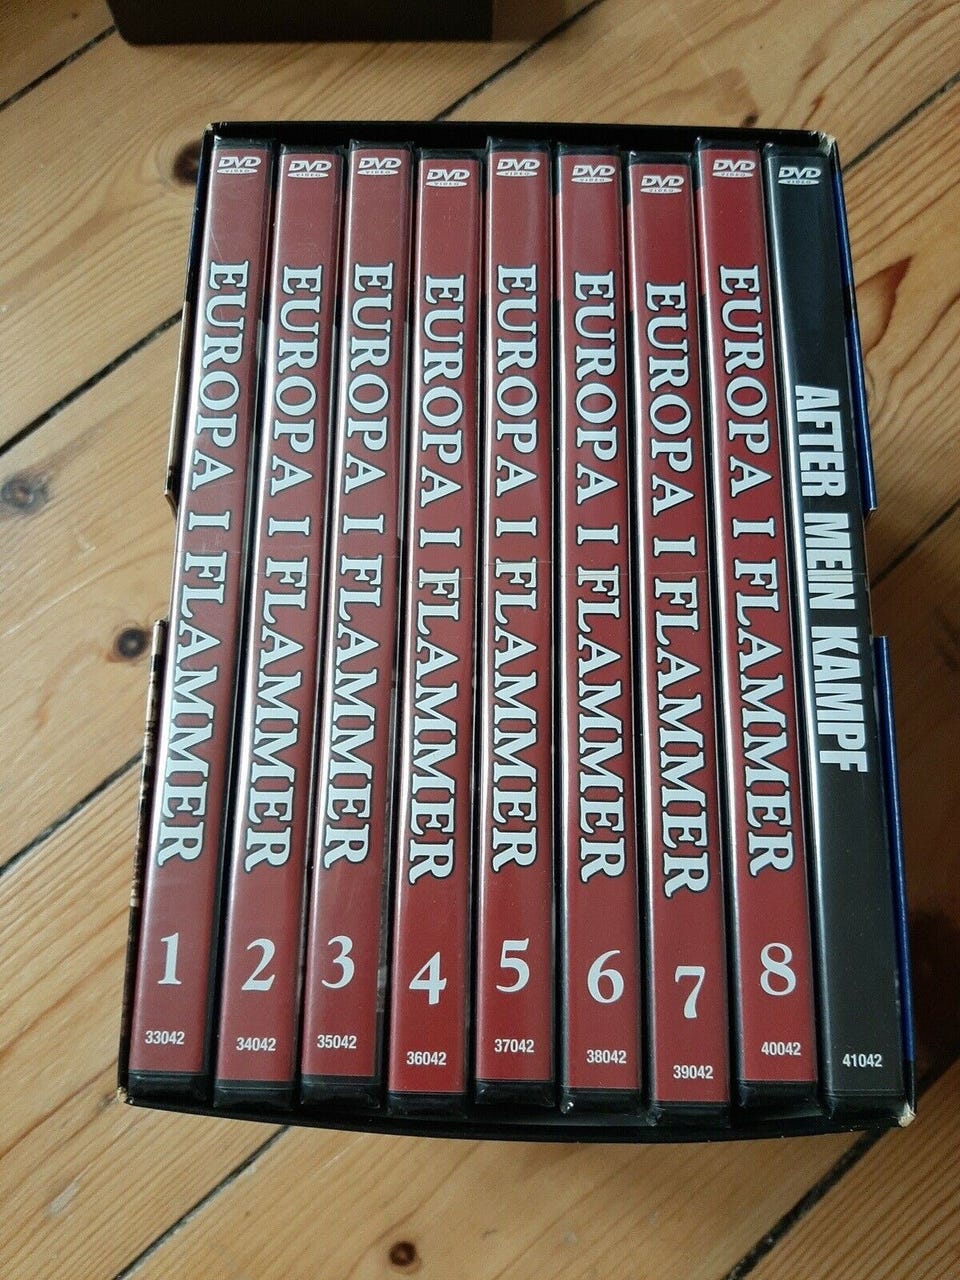 DVD
VIDEO
EUROPA I FLAMMER
1
33042
DVD
VIDEO
EUROPA I FLAMMER
2
34042
DVD
VIDEO
EUROPA I FLAMMER
3
35042
DVD
VIDEO
EUROPA I FLAMMER
4
36042
DVD
VIDEO
EUROPA I FLAMMER
5
37042
DVD
VIDEO
EUROPA I FLAMMER
6
38042
DVD
VIDEO
EUROPA I FLAMMER
7
39042
DVD
VIDEO
EUROPA I FLAMMER
8
40042
DVD
VIDEO
AFTER MEIN KAMPF
41042